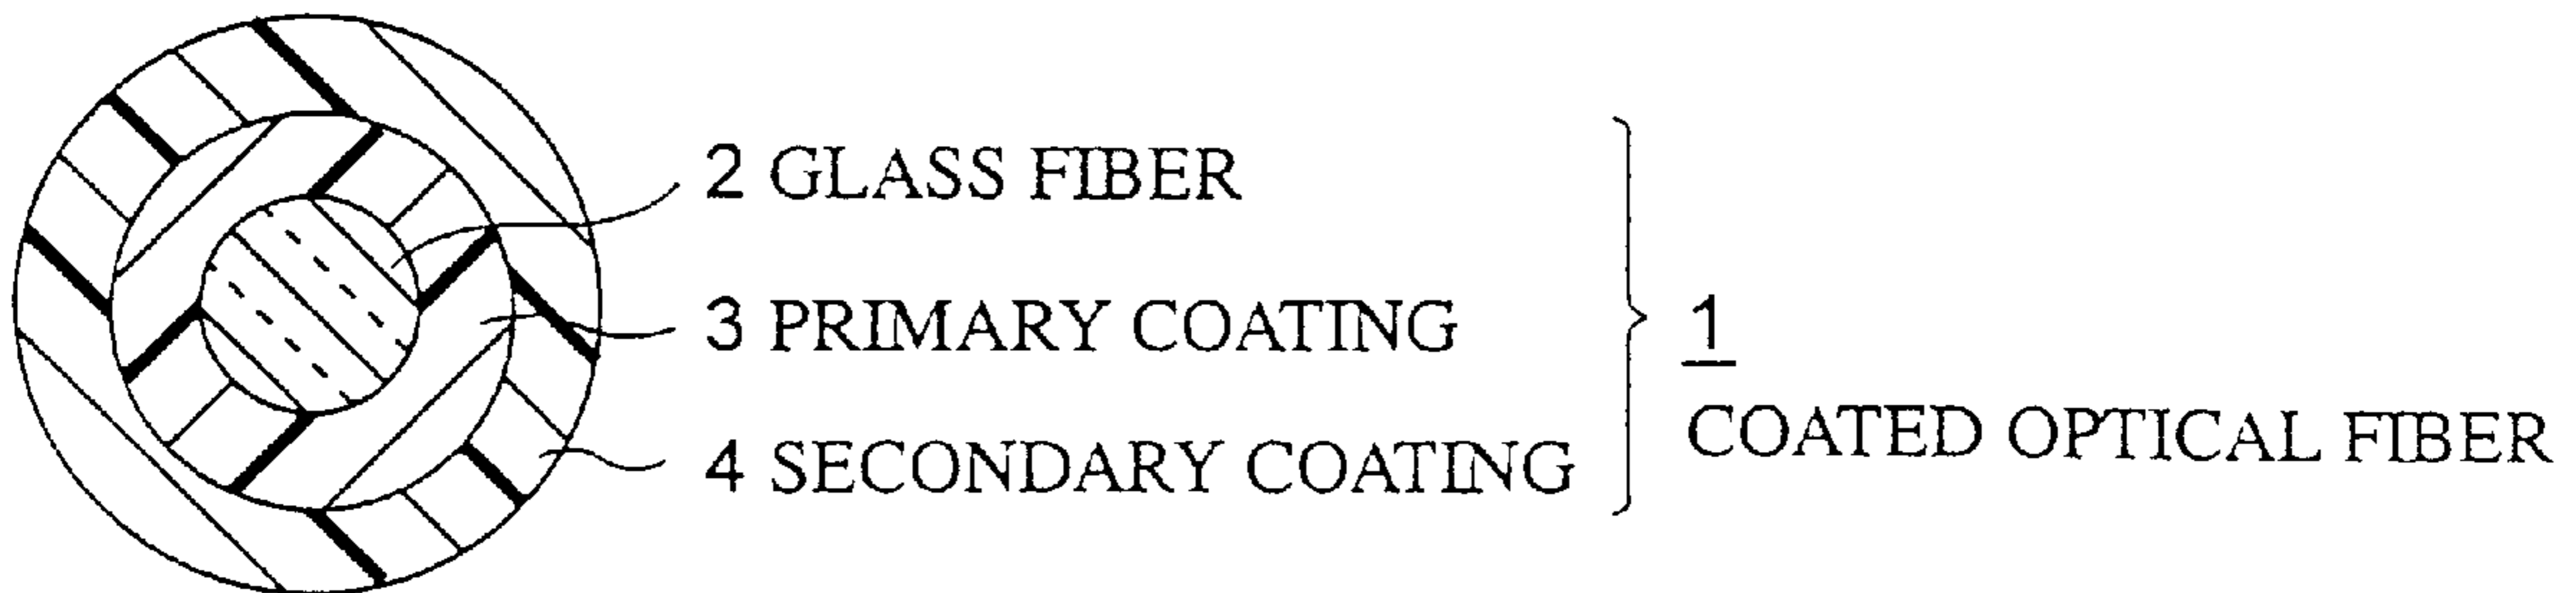 2 GLASS FIBER
3 PRIMARY COATING
4 SECONDARY COATING
1
COATED OPTICAL FIBER